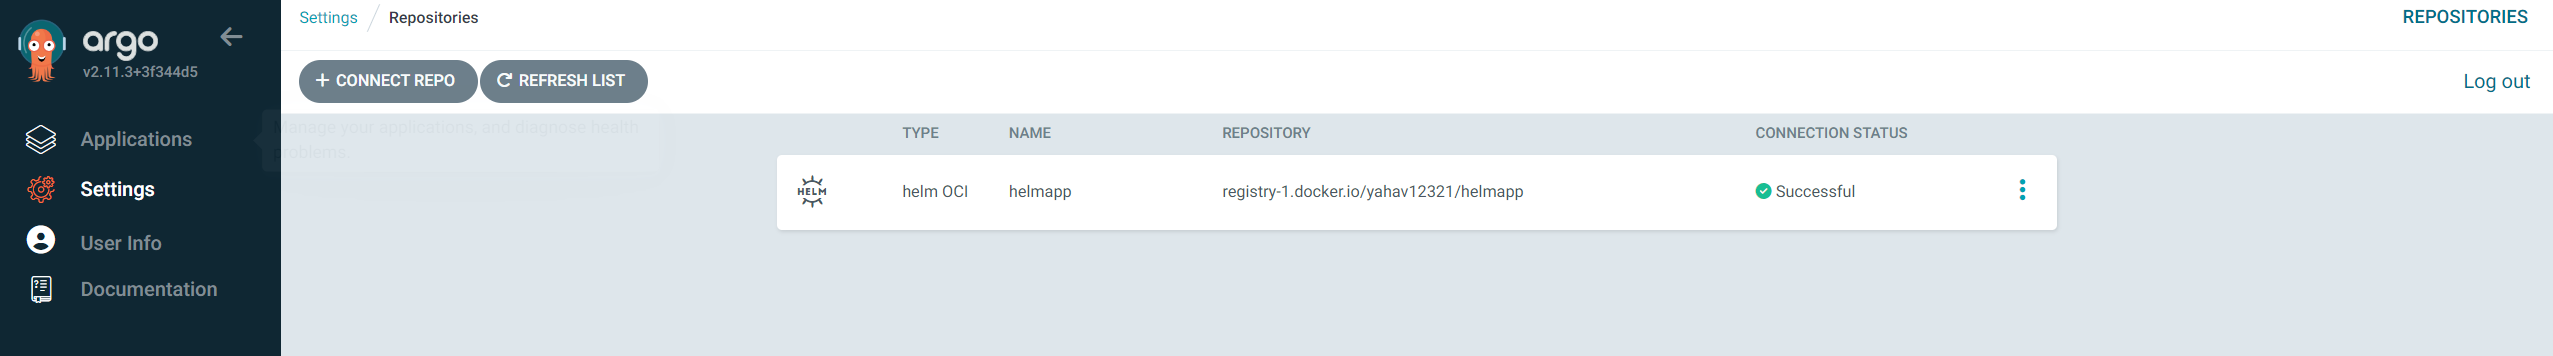 argo
v2.11.3+3f344d5
Applications
Settings
User Info
Documentation
Settings / Repositories
REPOSITORIES
+ CONNECT REPO
REFRESH LIST
Log out
Manage your applications, and diagnose health
problems.
TYPE NAME REPOSITORY CONNECTION STATUS
HELM helm OCI helmapp registry-1.docker.io/yahav12321/helmapp Successful